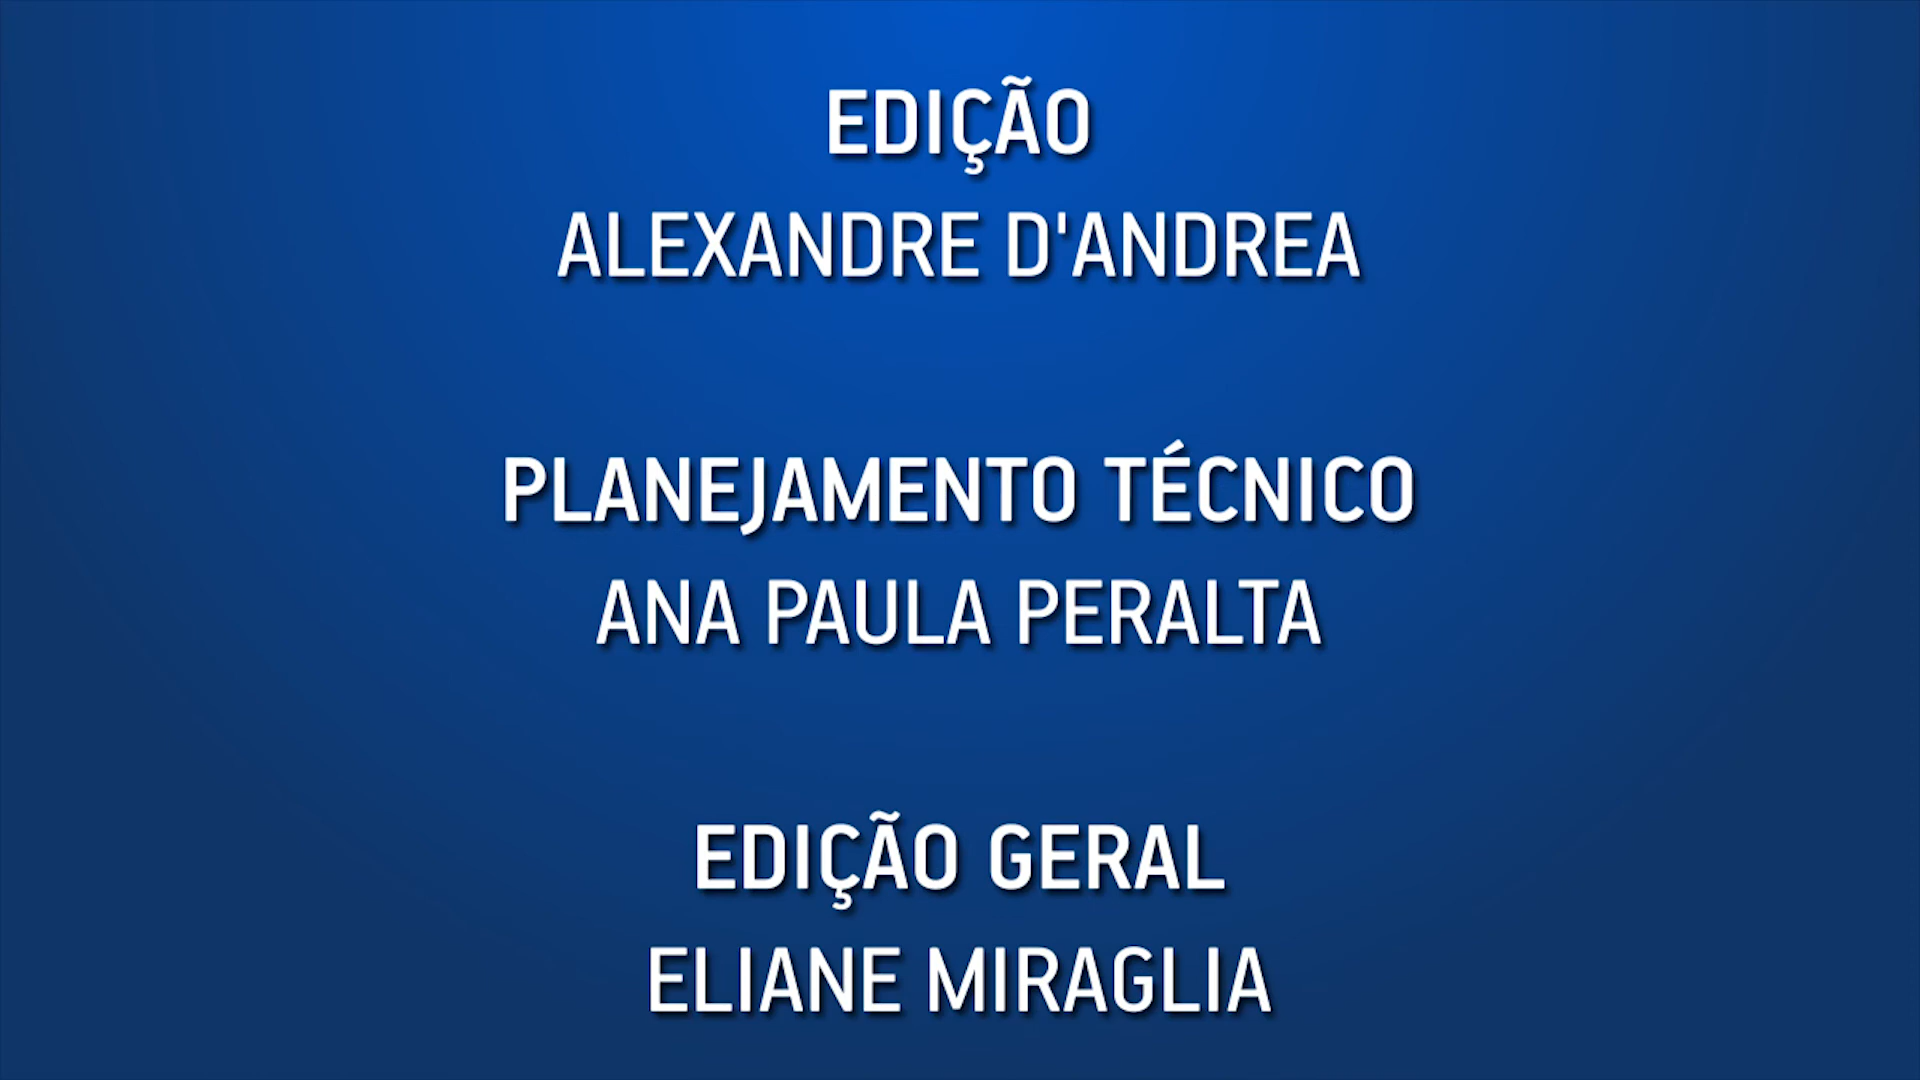 EDIÇÃO
ALEXANDRE D'ANDREA
PLANEJAMENTO TÉCNICO
ANA PAULA PERALTA
EDIÇÃO GERAL
ELIANE MIRAGLIA